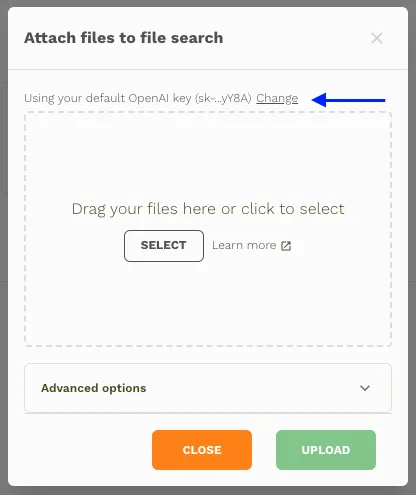 Attach files to file search
Using your default OpenAI key (sk-...yY8A) Change
Drag your files here or click to select
SELECT Learn more
Advanced options
CLOSE UPLOAD